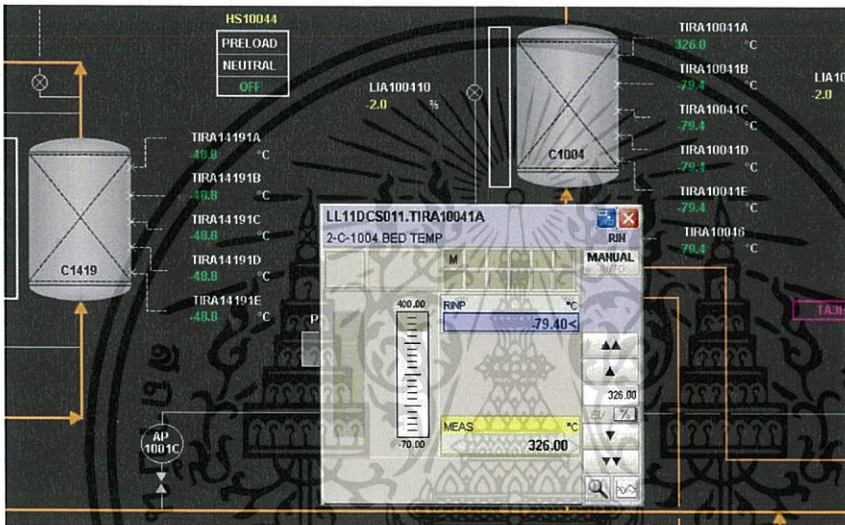 HS10044
PRELOAD
NEUTRAL
OFF
LIA100410
-2.0 %
TIRA10041A
326.0 °C
TIRA10041B
-79.4 °C
TIRA10041C
-79.4 °C
TIRA10041D
-79.4 °C
TIRA10041E
-79.4 °C
TIRA10046
-79.4 °C
LIA10
-2.0
C1004
TIRA14191A
-48.8 °C
TIRA14191B
-48.8 °C
TIRA14191C
-48.8 °C
TIRA14191D
-48.8 °C
TIRA14191E
-48.8 °C
C1419
P
AP
1001C
LL11DCS011.TIRA10041A
2-C-1004 BED TEMP RIN
M
MANUAL
AUTO
400.00
-70.00
RINP °C
-79.40<
326.00
EU %
MEAS °C
326.00